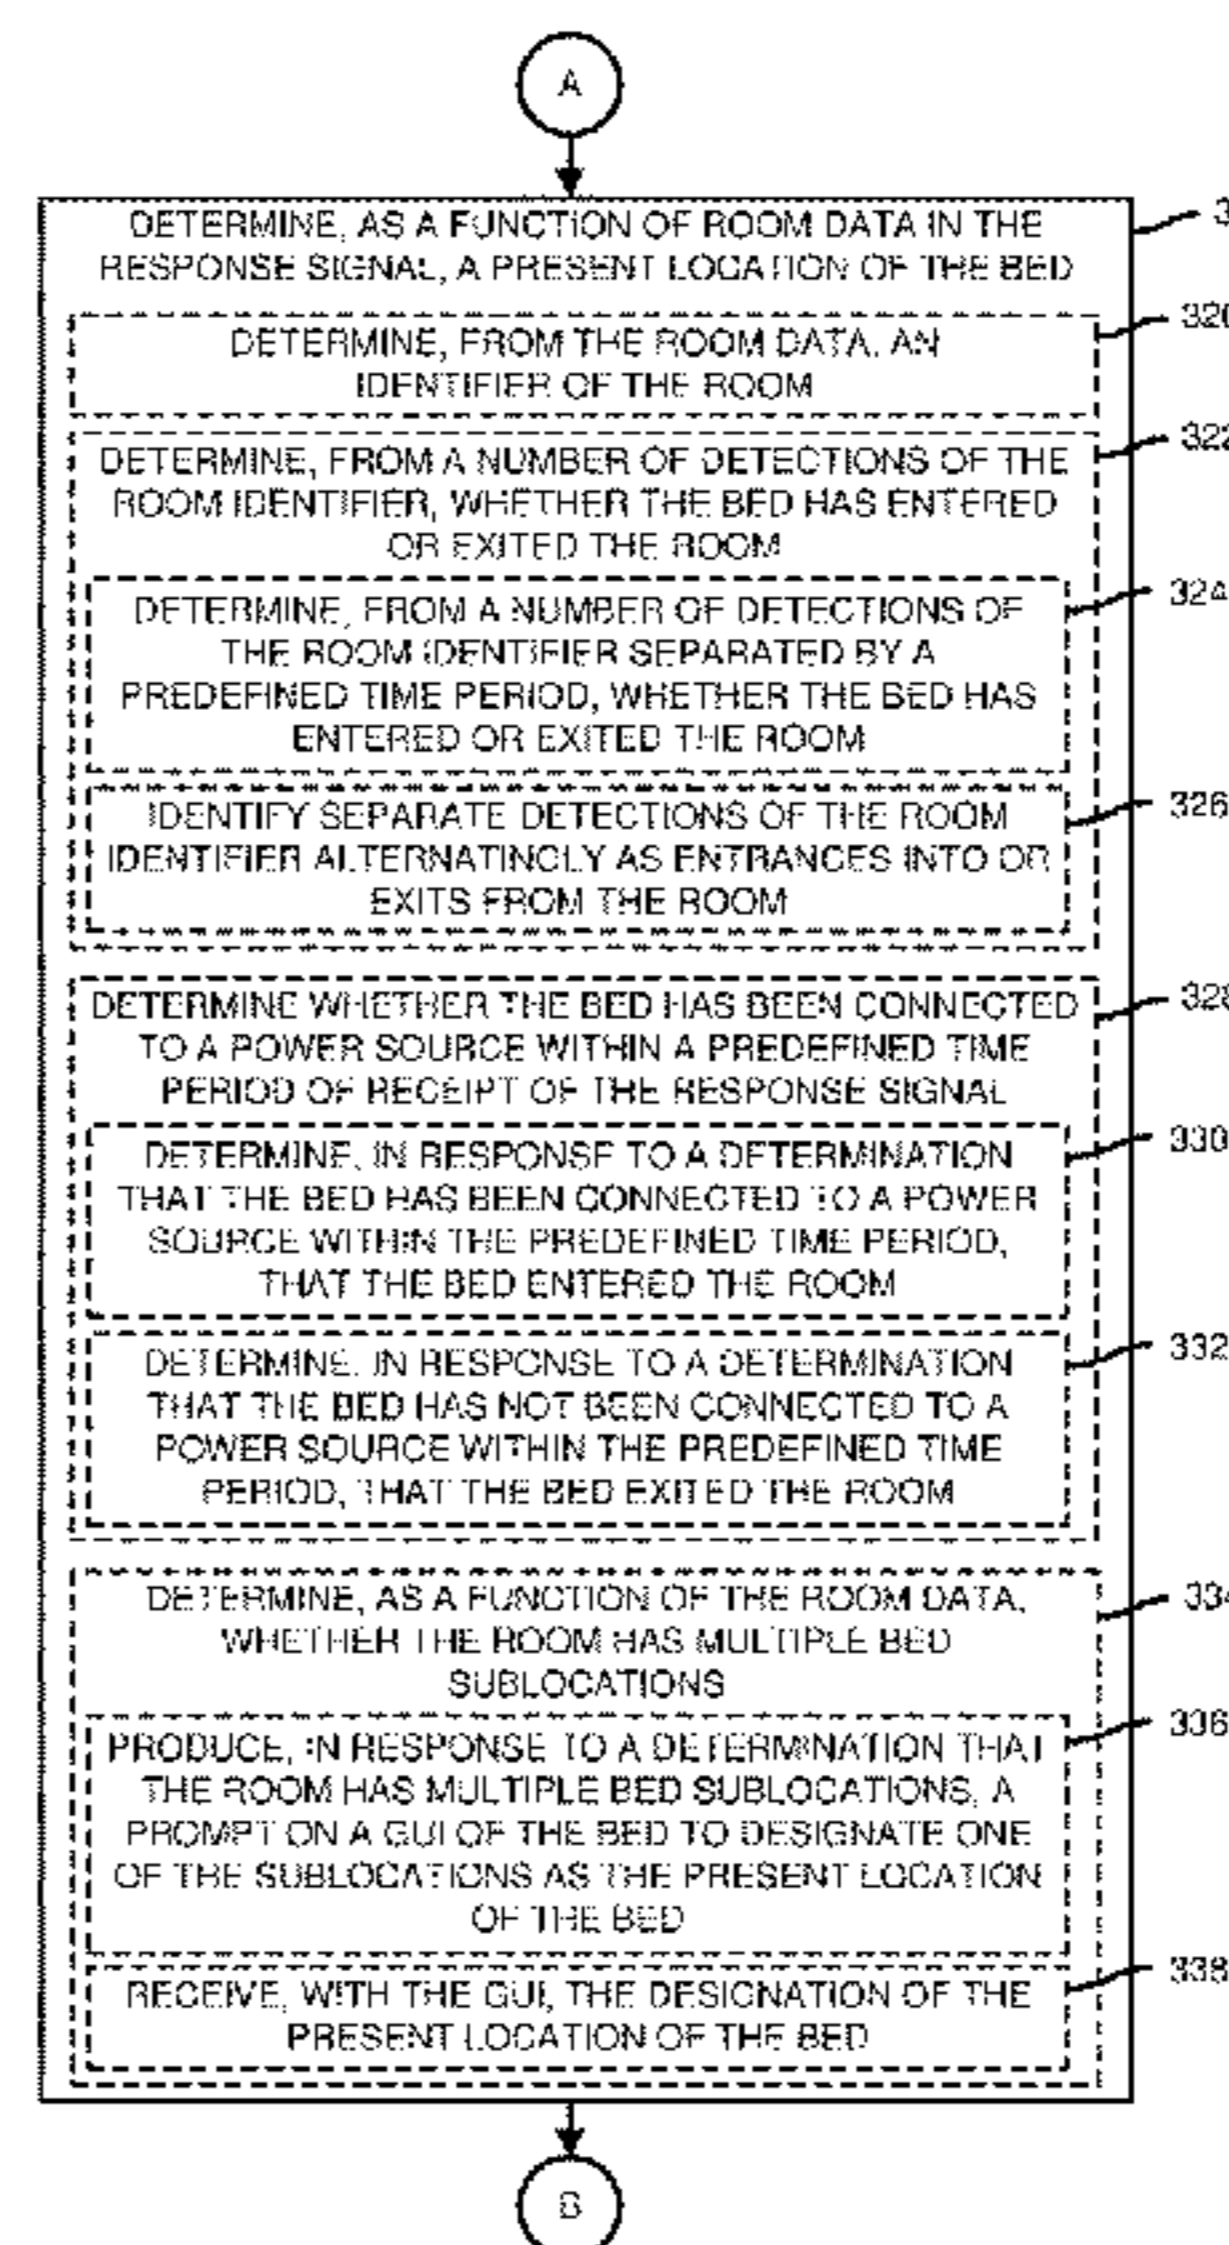 A
DETERMINE, AS A FUNCTION OF ROOM DATA IN THE
RESPONSE SIGNAL, A PRESENT LOCATION OF THE BED
3
DETERMINE, FROM THE ROOM DATA, AN
IDENTIFIER OF THE ROOM
320
DETERMINE, FROM A NUMBER OF DETECTIONS OF THE
ROOM IDENTIFIER, WHETHER THE BED HAS ENTERED
OR EXITED THE ROOM
322
DETERMINE, FROM A NUMBER OF DETECTIONS OF
THE ROOM IDENTIFIER SEPARATED BY A
PREDEFINED TIME PERIOD, WHETHER THE BED HAS
ENTERED OR EXITED THE ROOM
324
IDENTIFY SEPARATE DETECTIONS OF THE ROOM
IDENTIFIER ALTERNATINGLY AS ENTRANCES INTO OR
EXITS FROM THE ROOM
326
DETERMINE WHETHER THE BED HAS BEEN CONNECTED
TO A POWER SOURCE WITHIN A PREDEFINED TIME
PERIOD OF RECEIPT OF THE RESPONSE SIGNAL
328
DETERMINE, IN RESPONSE TO A DETERMINATION
THAT THE BED HAS BEEN CONNECTED TO A POWER
SOURCE WITHIN THE PREDEFINED TIME PERIOD,
THAT THE BED ENTERED THE ROOM
330
DETERMINE, IN RESPONSE TO A DETERMINATION
THAT THE BED HAS NOT BEEN CONNECTED TO A
POWER SOURCE WITHIN THE PREDEFINED TIME
PERIOD, THAT THE BED EXITED THE ROOM
332
DETERMINE, AS A FUNCTION OF THE ROOM DATA,
WHETHER THE ROOM HAS MULTIPLE BED
SUBLOCATIONS
334
PRODUCE, IN RESPONSE TO A DETERMINATION THAT
THE ROOM HAS MULTIPLE BED SUBLOCATIONS, A
PROMPT ON A GUI OF THE BED TO DESIGNATE ONE
OF THE SUBLOCATIONS AS THE PRESENT LOCATION
OF THE BED
336
RECEIVE, WITH THE GUI, THE DESIGNATION OF THE
PRESENT LOCATION OF THE BED
338
B